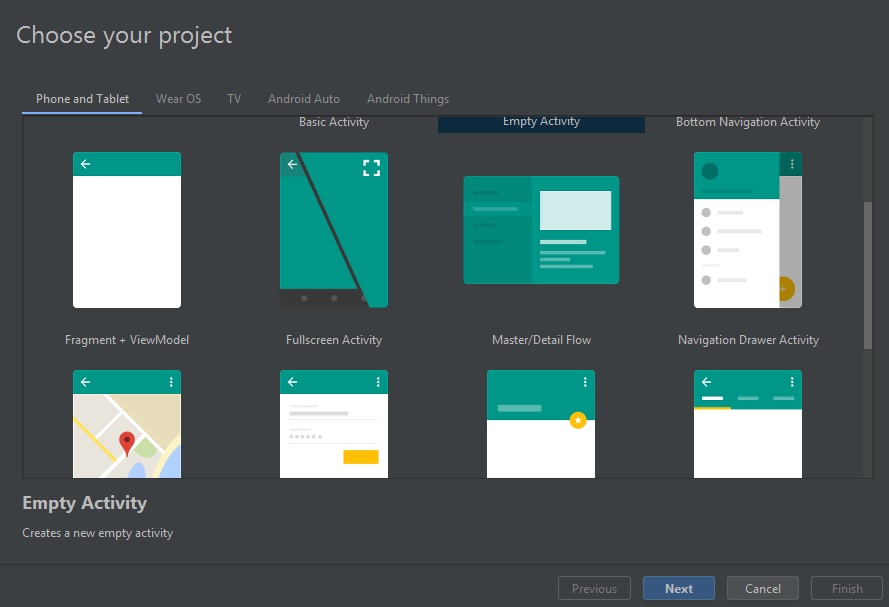 Choose your project
Phone and Tablet
Wear OS
TV
Android Auto
Android Things
Basic Activity
Empty Activity
Bottom Navigation Activity
Fragment + ViewModel
Fullscreen Activity
Master/Detail Flow
Navigation Drawer Activity
Empty Activity
Creates a new empty activity
Previous
Next
Cancel
Finish